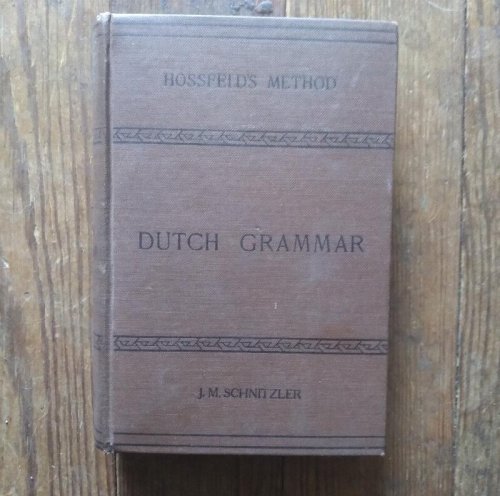 HOSSFELD'S METHOD
DUTCH GRAMMAR
J. M. SCHNITZLER